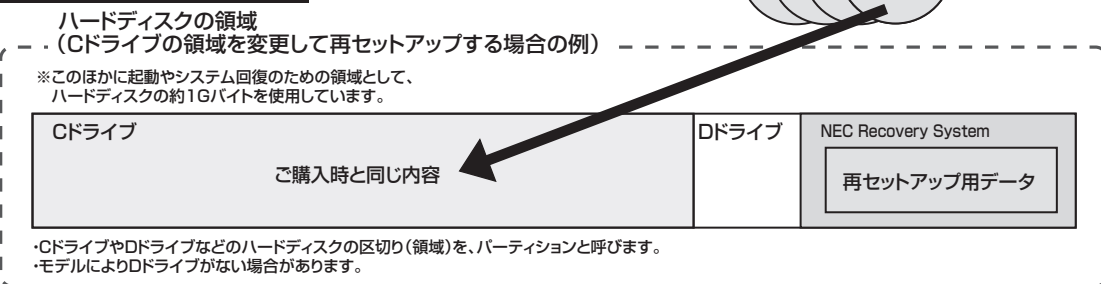 ハードディスクの領域
（Cドライブの領域を変更して再セットアップする場合の例）
※このほかに起動やシステム回復のための領域として、
ハードディスクの約1Gバイトを使用しています。
Cドライブ
Dドライブ
NEC Recovery System
ご購入時と同じ内容
再セットアップ用データ
・CドライブやDドライブなどのハードディスクの区切り（領域）を、パーティションと呼びます。
・モデルによりDドライブがない場合があります。